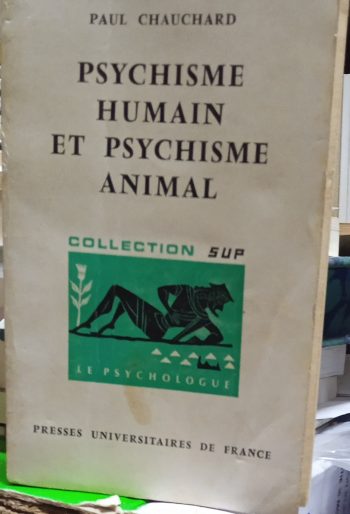 PAUL CHAUCHARD
PSYCHISME
HUMAIN
ET PSYCHISME
ANIMAL
COLLECTION SUP
LE PSYCHOLOGUE
PRESSES UNIVERSITAIRES DE FRANCE